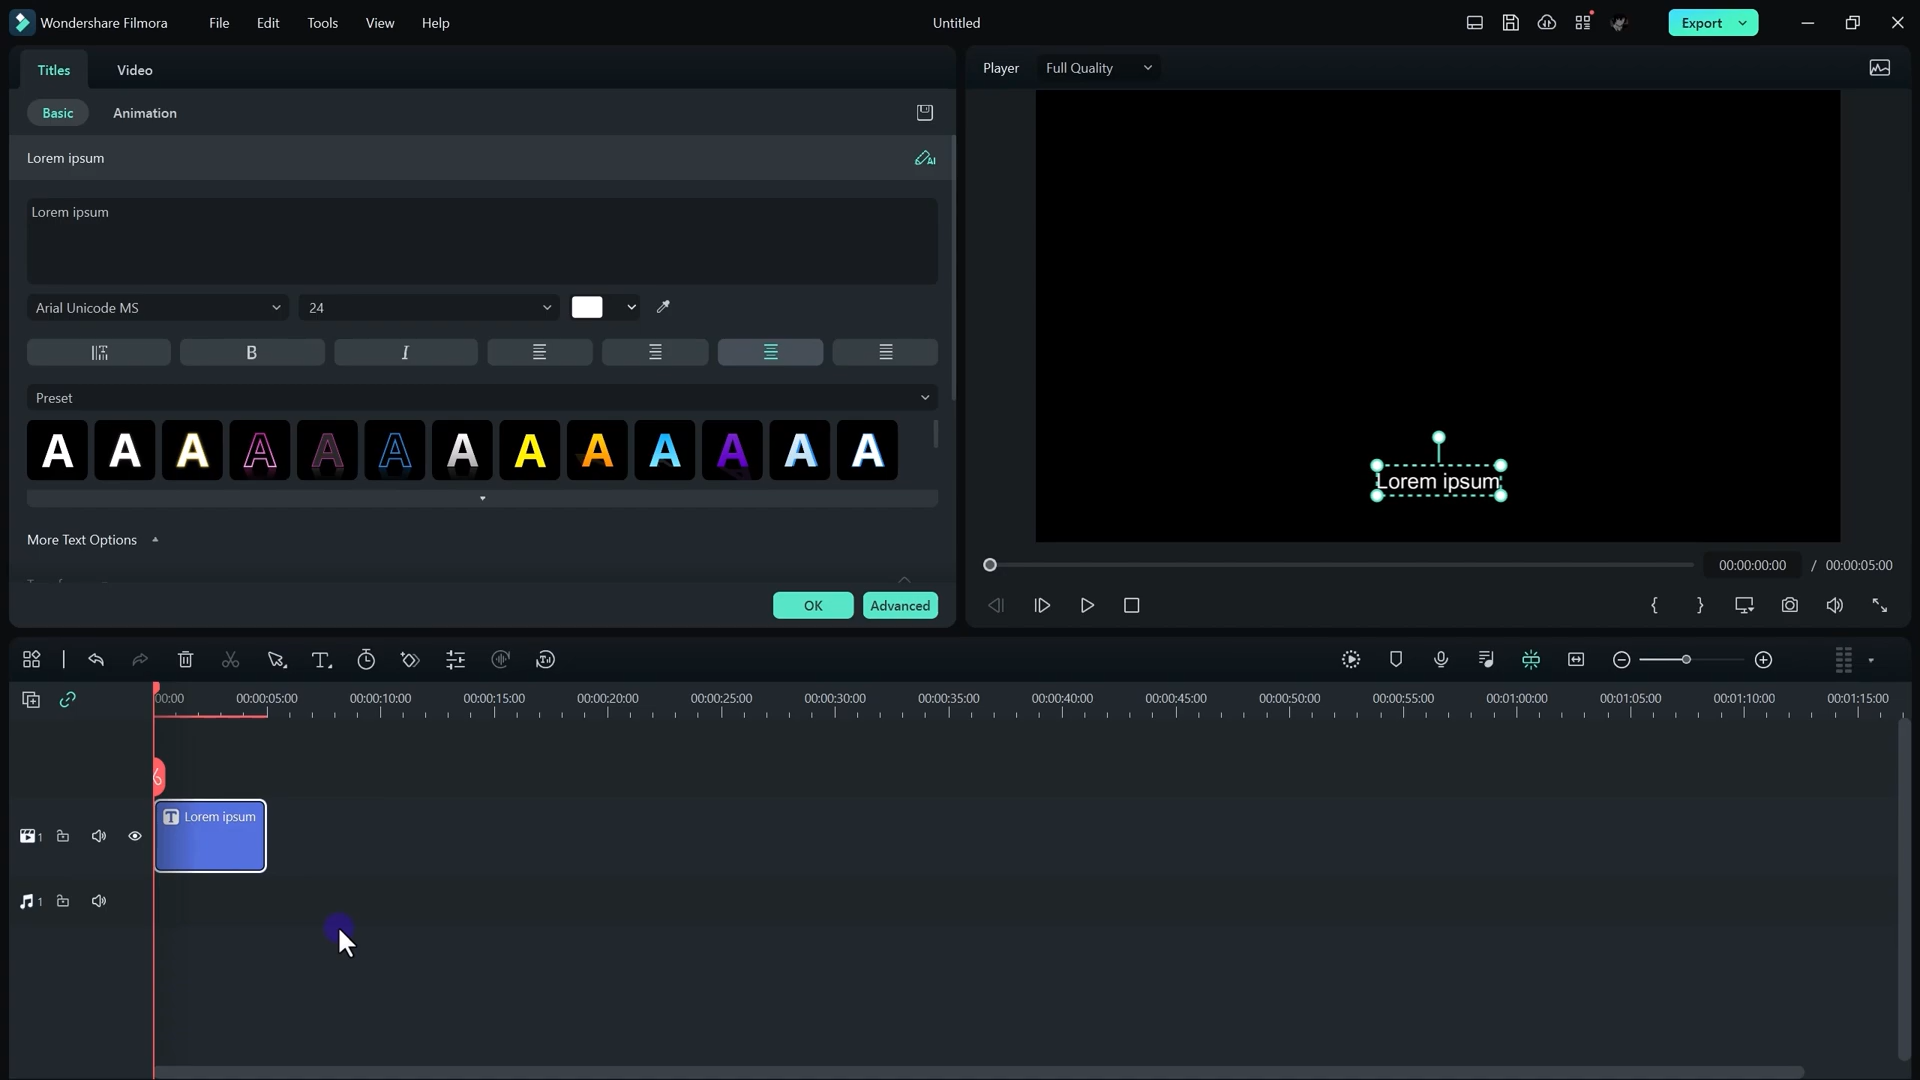 Wondershare Filmora File Edit Tools View Help Untitled Export
Titles Video
Player Full Quality
Basic Animation
Lorem ipsum AI
Lorem ipsum
Arial Unicode MS 24
B I
Preset
A A A A A A A A A A A A A
Lorem ipsum
More Text Options
00:00:00:00 / 00:00:05:00
OK Advanced
00:00 00:00:05:00 00:00:10:00 00:00:15:00 00:00:20:00 00:00:25:00 00:00:30:00 00:00:35:00 00:00:40:00 00:00:45:00 00:00:50:00 00:00:55:00 00:01:00:00 00:01:05:00 00:01:10:00 00:01:15:00
T Lorem ipsum
1
1